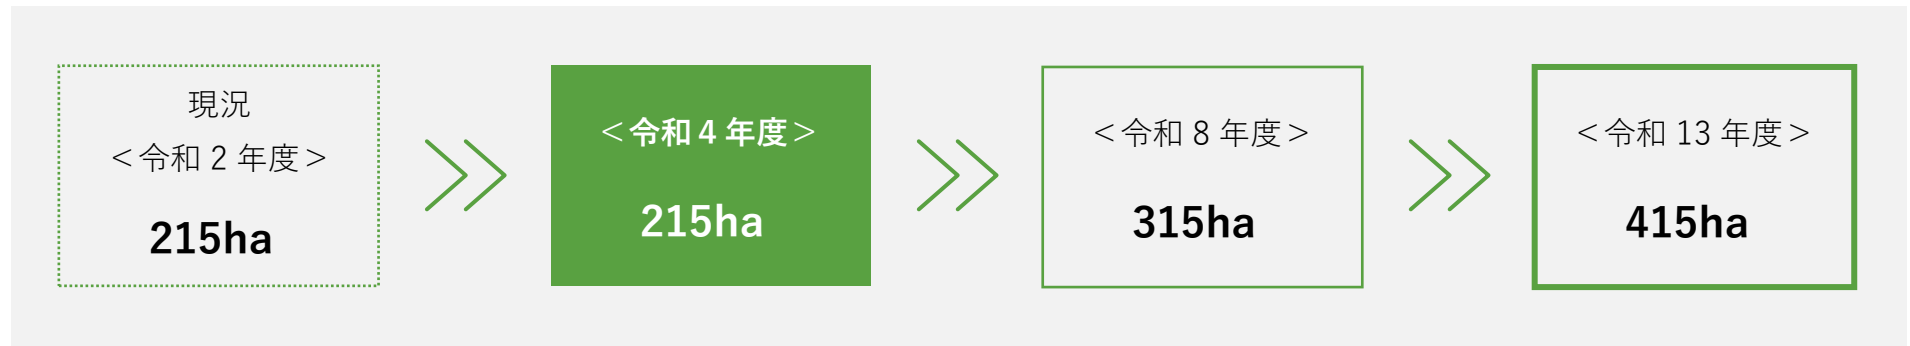 現況
＜令和 2 年度＞
215ha
＜令和 4 年度＞
215ha
＜令和 8 年度＞
315ha
＜令和 13 年度＞
415ha